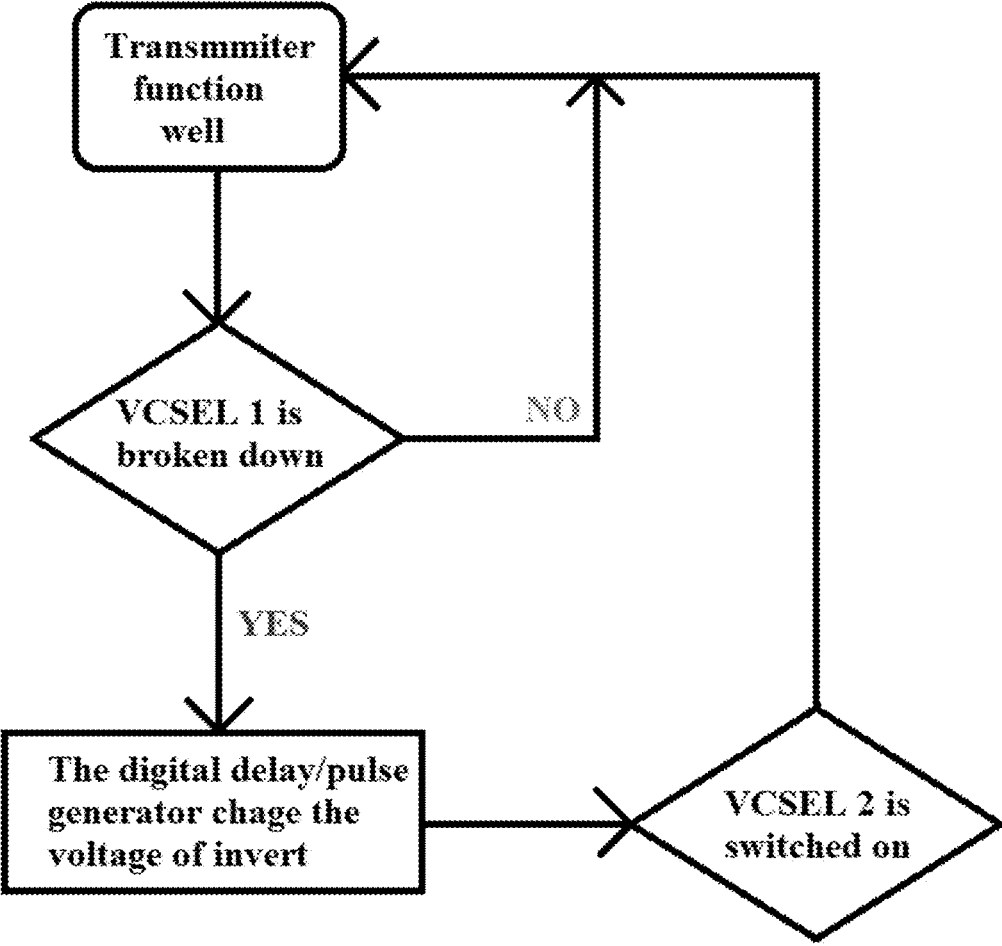 Transmmiter
function
well
VCSEL 1 is
broken down
NO
YES
The digital delay/pulse
generator chage the
voltage of invert
VCSEL 2 is
switched on